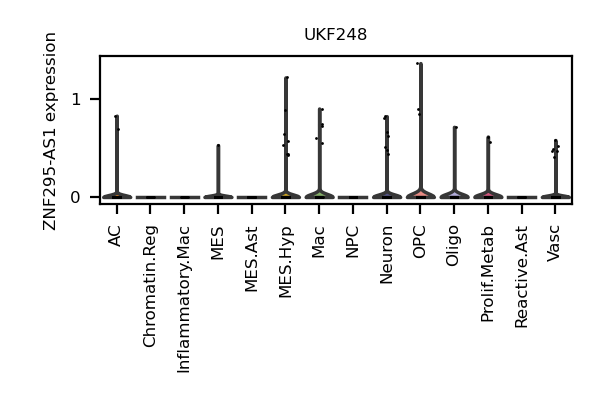 UKF248
ZNF295-AS1 expression
1
0
AC
Chromatin.Reg
Inflammatory.Mac
MES
MES.Ast
MES.Hyp
Mac
NPC
Neuron
OPC
Oligo
Prolif.Metab
Reactive.Ast
Vasc